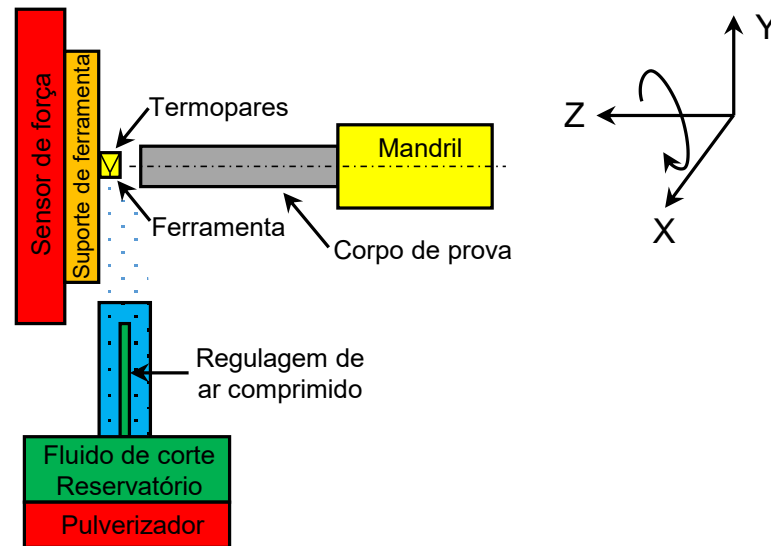 Sensor de força
Suporte de ferramenta
Termopares
Ferramenta
Mandril
Corpo de prova
Y
Z
X
Regulagem de
ar comprimido
Fluido de corte
Reservatório
Pulverizador